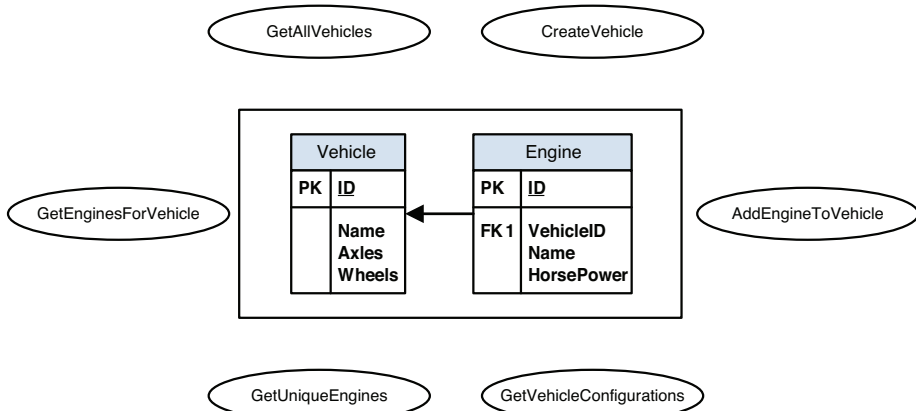 GetAllVehicles
CreateVehicle
Vehicle
PK ID
Name
Axles
Wheels
Engine
PK ID
FK1 VehicleID
Name
HorsePower
GetEnginesForVehicle
AddEngineToVehicle
GetUniqueEngines
GetVehicleConfigurations